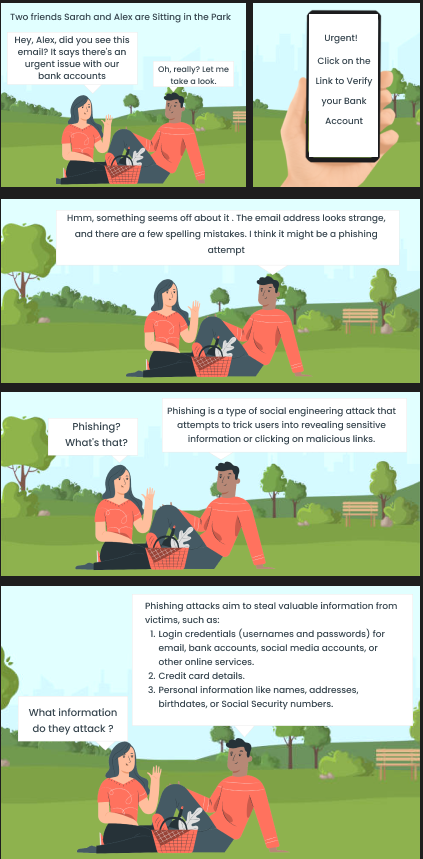 Two friends Sarah and Alex are Sitting in the Park
Hey, Alex, did you see this
email? It says there's an
urgent issue with our
bank accounts
Oh, really? Let me
take a look.
Urgent!
Click on the
Link to Verify
your Bank
Account
Hmm, something seems off about it . The email address looks strange,
and there are a few spelling mistakes. I think it might be a phishing
attempt
Phishing?
What's that?
Phishing is a type of social engineering attack that
attempts to trick users into revealing sensitive
information or clicking on malicious links.
Phishing attacks aim to steal valuable information from
victims, such as:
1. Login credentials (usernames and passwords) for
email, bank accounts, social media accounts, or
other online services.
2. Credit card details.
3. Personal information like names, addresses,
birthdates, or Social Security numbers.
What information
do they attack ?